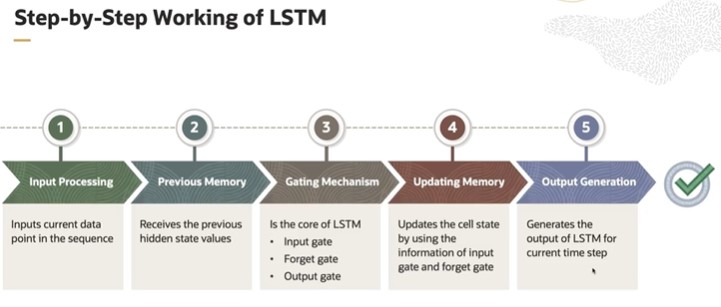 Step-by-Step Working of LSTM
1
2
3
4
5
Input Processing
Previous Memory
Gating Mechanism
Updating Memory
Output Generation
Inputs current data
point in the sequence
Receives the previous
hidden state values
Is the core of LSTM
• Input gate
• Forget gate
• Output gate
Updates the cell state
by using the
information of input
gate and forget gate
Generates the
output of LSTM for
current time step